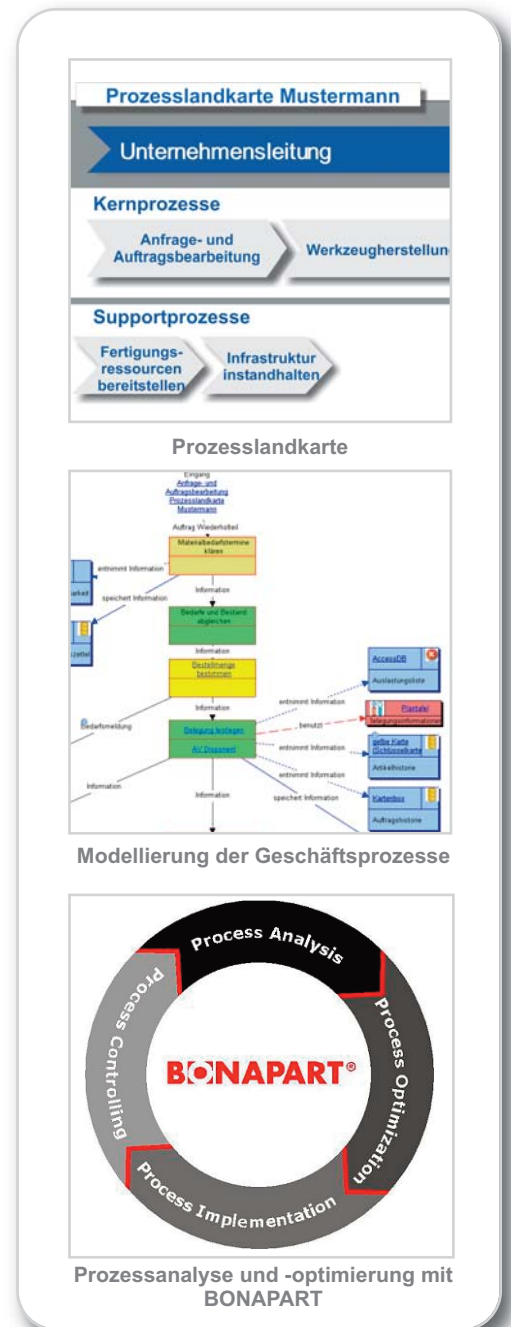 Prozesslandkarte Mustermann
Unternehmensleitung
Kernprozesse
Anfrage- und
Auftragsbearbeitung
Werkzeugherstellun
Supportprozesse
Fertigungs-
ressourcen
bereitstellen
Infrastruktur
instandhalten
Prozesslandkarte
Eingang
Anfrage- und
Auftragsbearbeitung
Prozesslandkarte
Mustermann
Auftrag Wiederholteil
Materialbedarfstermine
klären
entnimmt Information
arkeit
speichert Information
Information
szettel
Bedarfe und Bestand
abgleichen
Information
Bestellmenge
bestimmen
AccessDB
Auslastungsliste
Information
entnimmt Information
Bedarfsmeldung
benutzt
Plantafel
Belegungsinformationen
Belegung festlegen
AV Disponent
entnimmt Information
gelbe Karte
(Schlüsselkarte
Artikelhistorie
entnimmt Information
Information
Information
speichert Information
Kartenbox
Auftragshistorie
Modellierung der Geschäftsprozesse
Process Analysis
Process Optimization
Process Implementation
Process Controlling
BONAPART®
Prozessanalyse und -optimierung mit
BONAPART